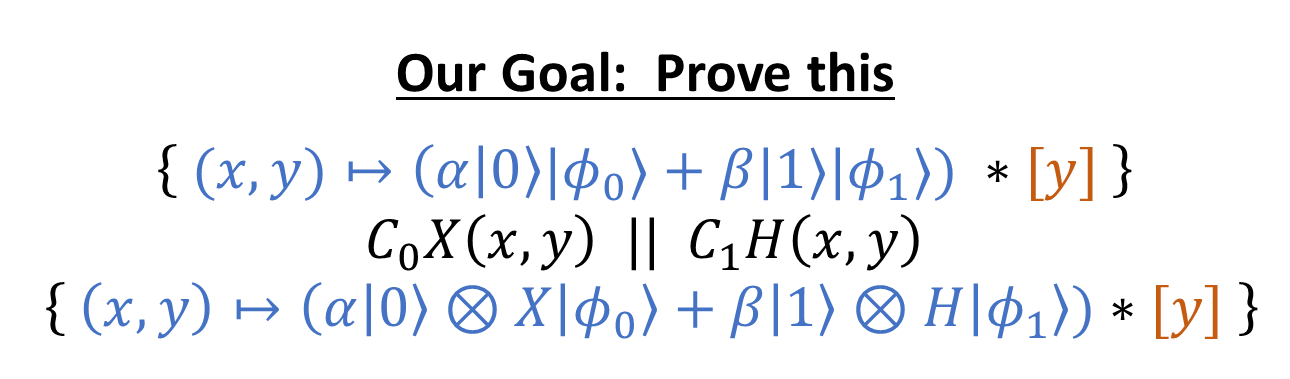 Our Goal:  Prove this
{ (x, y) ↦ (α|0⟩|ϕ₀⟩ + β|1⟩|ϕ₁⟩) ∗ [y] }
C₀X(x, y) || C₁H(x, y)
{ (x, y) ↦ (α|0⟩ ⊗ X|ϕ₀⟩ + β|1⟩ ⊗ H|ϕ₁⟩) ∗ [y] }